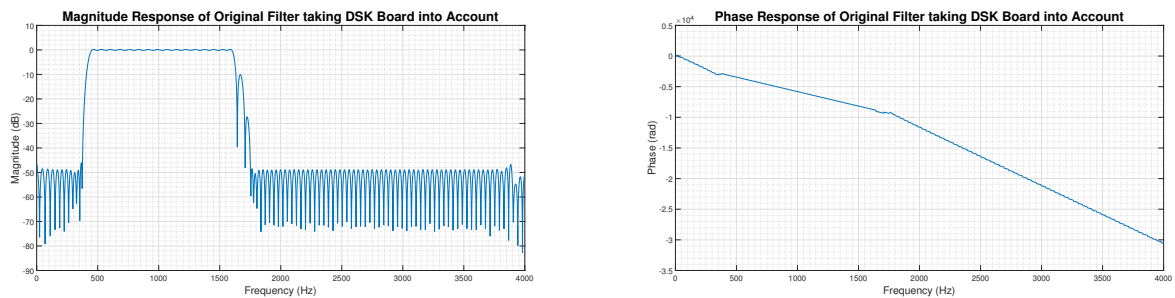 Magnitude Response of Original Filter taking DSK Board into Account
10
0
-10
-20
-30
-40
-50
-60
-70
-80
-90
Magnitude (dB)
0 500 1000 1500 2000 2500 3000 3500 4000
Frequency (Hz)
Phase Response of Original Filter taking DSK Board into Account
×10⁴
0.5
0
-0.5
-1
-1.5
-2
-2.5
-3
-3.5
Phase (rad)
0 500 1000 1500 2000 2500 3000 3500 4000
Frequency (Hz)